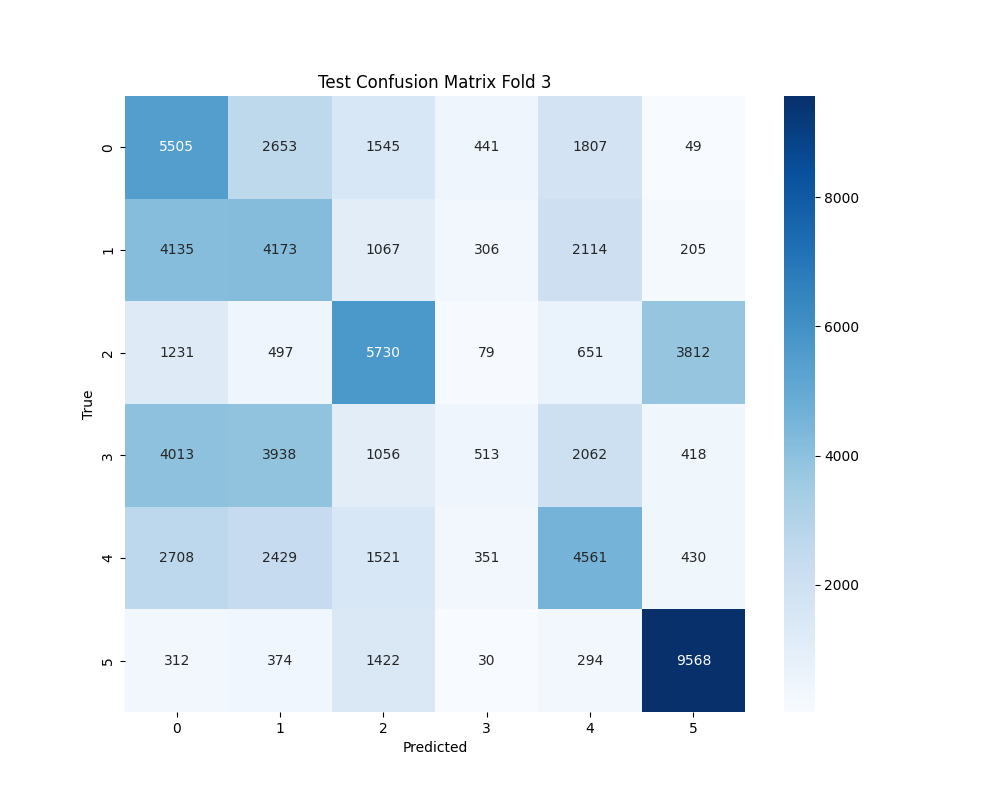 Test Confusion Matrix Fold 3
0 5505 2653 1545 441 1807 49
1 4135 4173 1067 306 2114 205
2 1231 497 5730 79 651 3812
3 4013 3938 1056 513 2062 418
4 2708 2429 1521 351 4561 430
5 312 374 1422 30 294 9568
0 1 2 3 4 5
Predicted
True
8000
6000
4000
2000